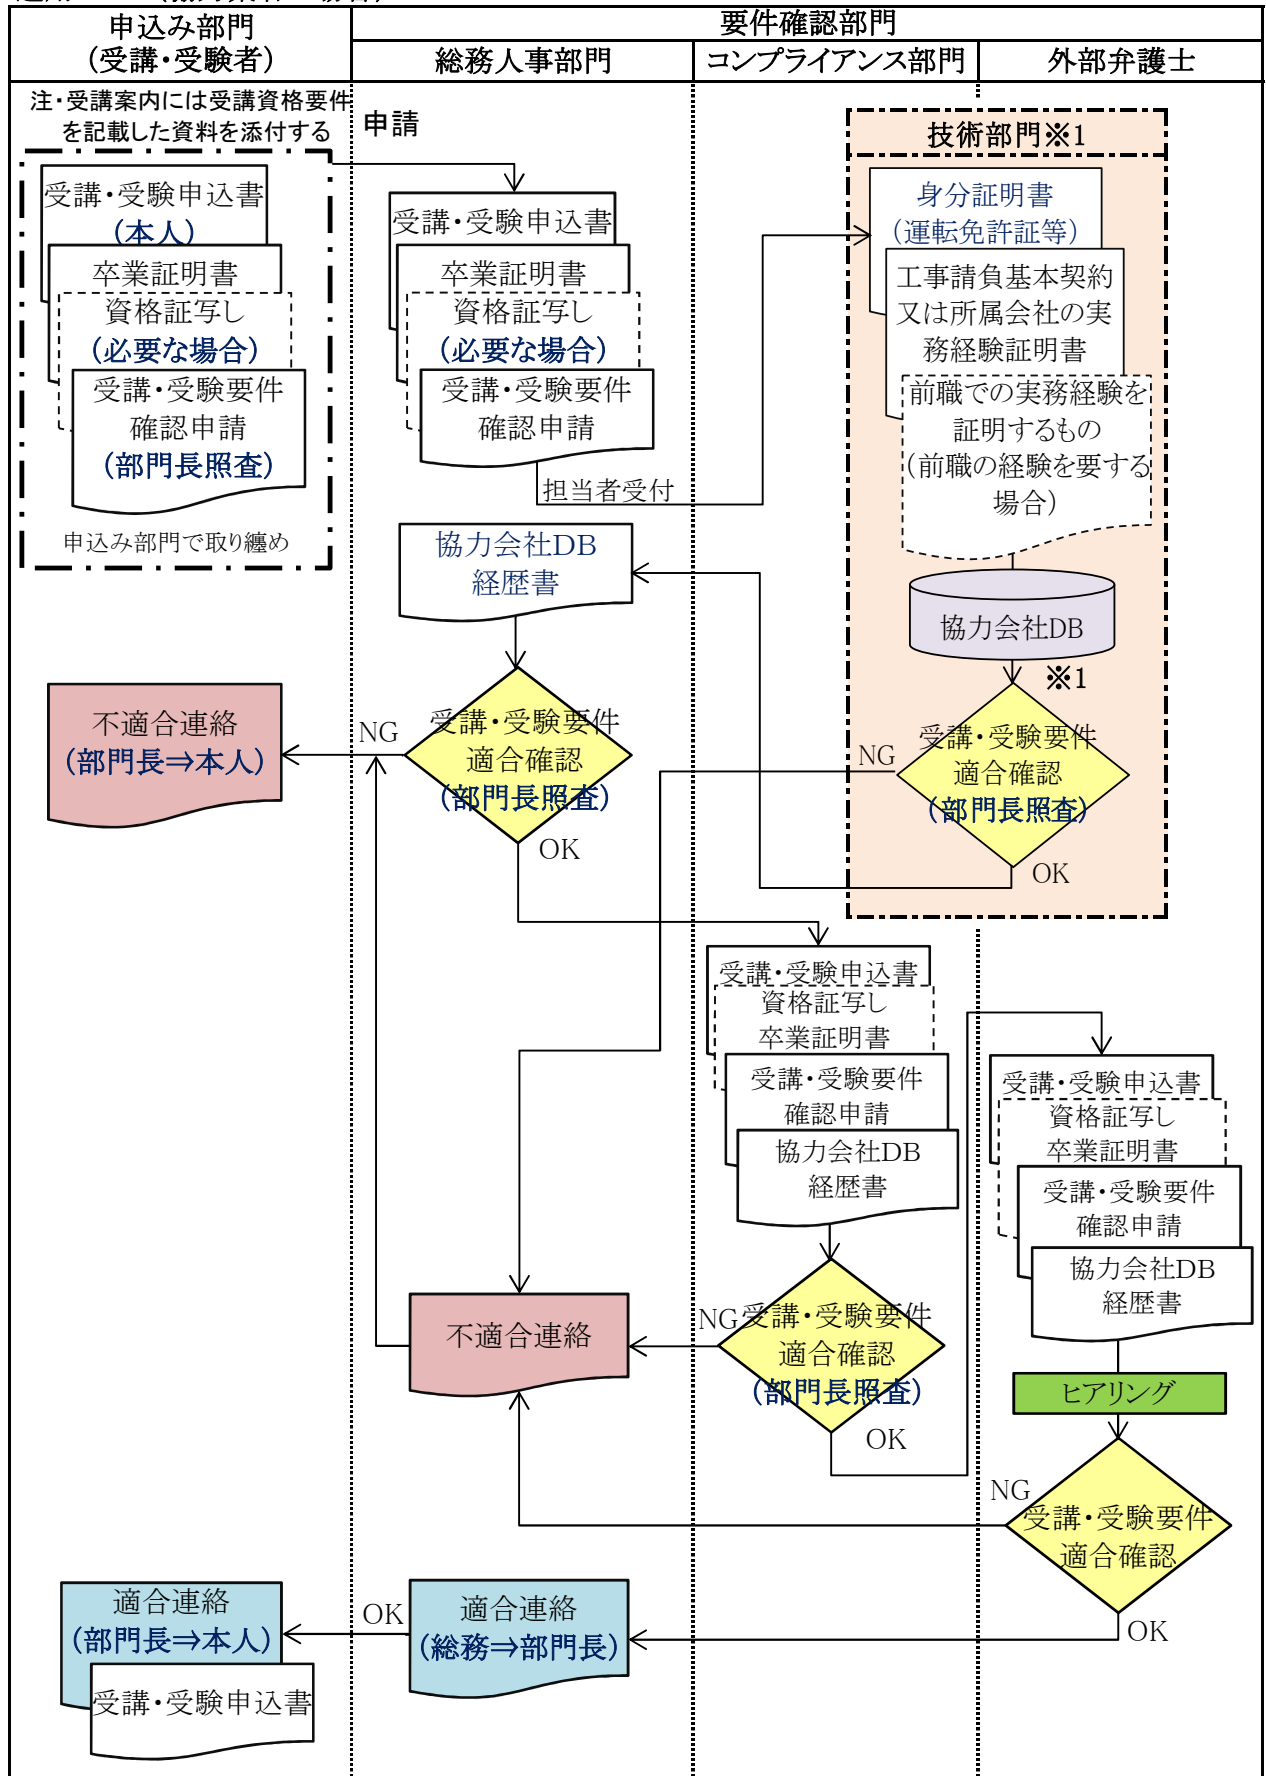 申込み部門
(受講・受験者)
要件確認部門
総務人事部門
コンプライアンス部門
外部弁護士
注・受講案内には受講資格要件
を記載した資料を添付する
申請
受講・受験申込書
(本人)
卒業証明書
資格証写し
(必要な場合)
受講・受験要件
確認申請
(部門長照査)
申込み部門で取り纏め
受講・受験申込書
卒業証明書
資格証写し
(必要な場合)
受講・受験要件
確認申請
担当者受付
技術部門※1
身分証明書
(運転免許証等)
工事請負基本契約
又は所属会社の実
務経験証明書
前職での実務経験を
証明するもの
(前職の経験を要する
場合)
協力会社DB
※1
受講・受験要件
適合確認
(部門長照査)
NG
OK
協力会社DB
経歴書
受講・受験要件
適合確認
(部門長照査)
NG
OK
不適合連絡
(部門長⇒本人)
受講・受験申込書
資格証写し
卒業証明書
受講・受験要件
確認申請
協力会社DB
経歴書
受講・受験要件
適合確認
(部門長照査)
NG
OK
不適合連絡
受講・受験申込書
資格証写し
卒業証明書
受講・受験要件
確認申請
協力会社DB
経歴書
ヒアリング
受講・受験要件
適合確認
NG
OK
適合連絡
(総務⇒部門長)
OK
適合連絡
(部門長⇒本人)
受講・受験申込書